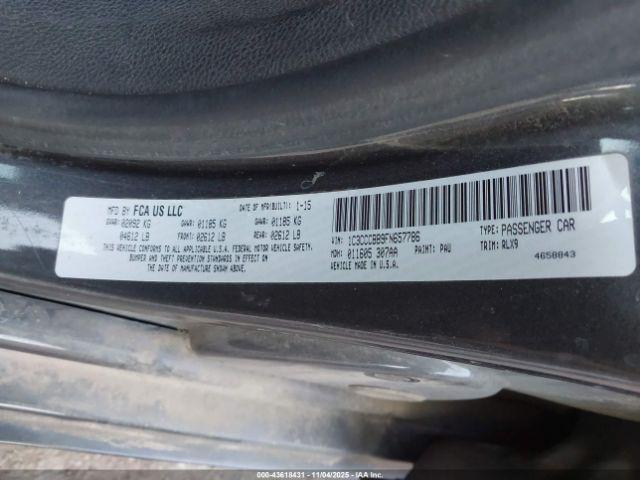 MFD BY FCA US LLC
DATE OF MFR(BUILT): 1-15
GVWR: 02092 KG GAWR: 01185 KG GAWR: 01185 KG
04612 LB FRONT: 02612 LB REAR: 02612 LB
THIS VEHICLE CONFORMS TO ALL APPLICABLE U.S.A. FEDERAL MOTOR VEHICLE SAFETY,
BUMPER AND THEFT PREVENTION STANDARDS IN EFFECT ON
THE DATE OF MANUFACTURE SHOWN ABOVE.
VIN: 1C3CCCBB9FN657786 TYPE: PASSENGER CAR
MDH: 011605 307AA PAINT: PAU TRIM: RLX9
VEHICLE MADE IN U.S.A. 4658843
000-43618431 - 11/04/2025 - IAAI.COM